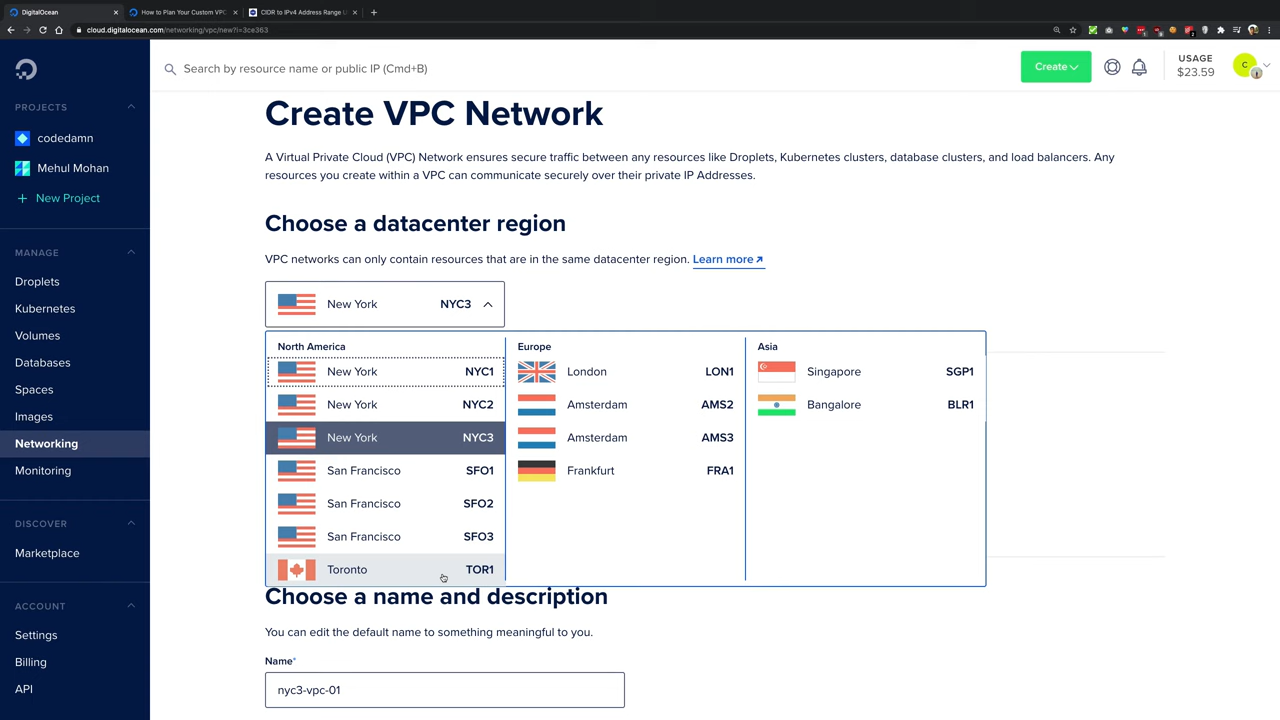 DigitalOcean
How to Plan Your Custom VPC
CIDR to IPv4 Address Range U
cloud.digitalocean.com/networking/vpc/new?i=3ce363
Search by resource name or public IP (Cmd+B)
Create
USAGE
$23.59
C
PROJECTS
codedamn
Mehul Mohan
New Project
MANAGE
Droplets
Kubernetes
Volumes
Databases
Spaces
Images
Networking
Monitoring
DISCOVER
Marketplace
ACCOUNT
Settings
Billing
API
Create VPC Network
A Virtual Private Cloud (VPC) Network ensures secure traffic between any resources like Droplets, Kubernetes clusters, database clusters, and load balancers. Any
resources you create within a VPC can communicate securely over their private IP Addresses.
Choose a datacenter region
VPC networks can only contain resources that are in the same datacenter region. Learn more
New York NYC3
North America
New York NYC1
New York NYC2
New York NYC3
San Francisco SFO1
San Francisco SFO2
San Francisco SFO3
Toronto TOR1
Europe
London LON1
Amsterdam AMS2
Amsterdam AMS3
Frankfurt FRA1
Asia
Singapore SGP1
Bangalore BLR1
Choose a name and description
You can edit the default name to something meaningful to you.
Name*
nyc3-vpc-01